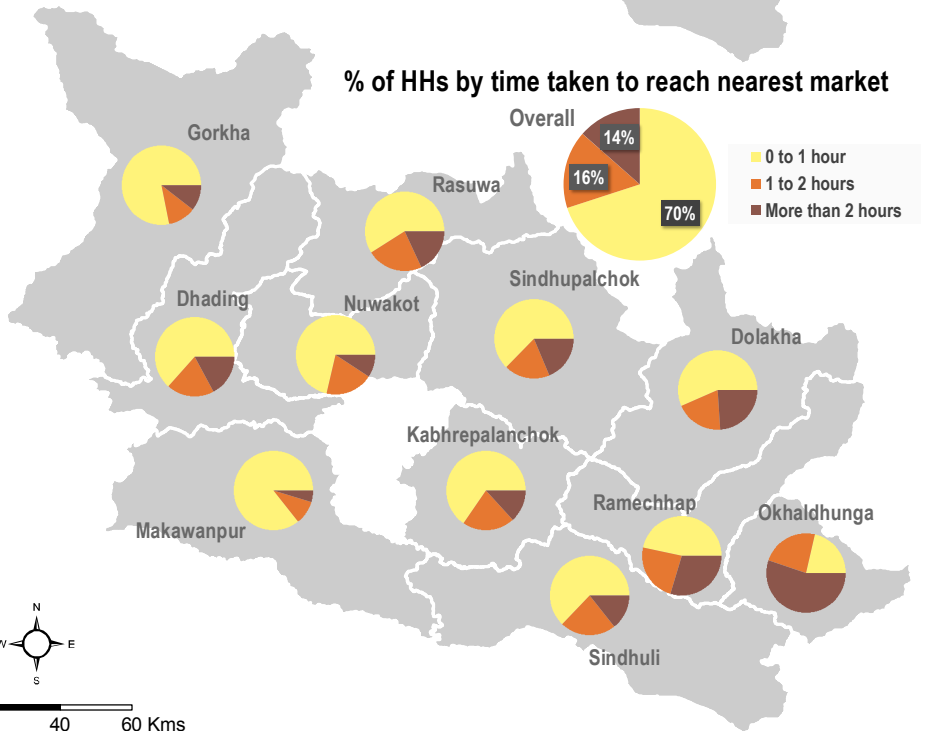 % of HHs by time taken to reach nearest market
Overall
14%
16%
70%
0 to 1 hour
1 to 2 hours
More than 2 hours
Gorkha
Rasuwa
Sindhupalchok
Dhading
Nuwakot
Dolakha
Kabhrepalanchok
Ramechhap
Okhaldhunga
Makawanpur
Sindhuli
N
W
E
S
40 60 Kms